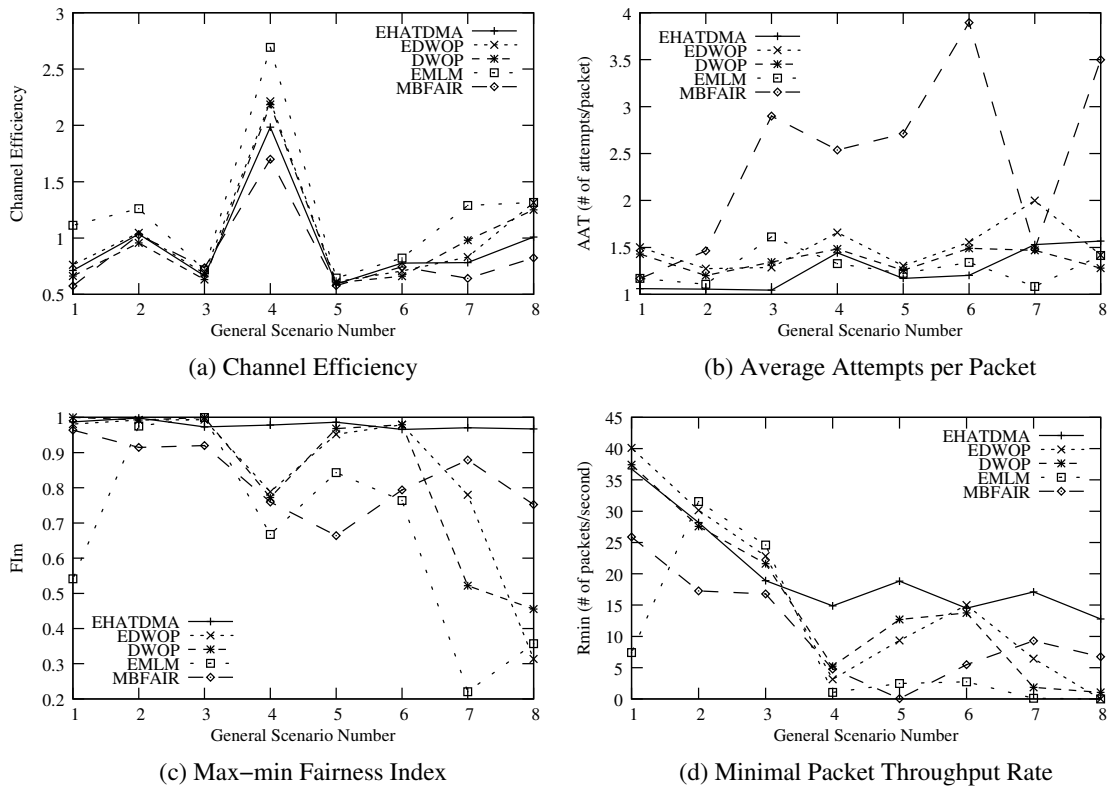 3
2.5
2
1.5
1
0.5
Channel Efficiency
EHATDMA
EDWOP
DWOP
EMLM
MBFAIR
1 2 3 4 5 6 7 8
General Scenario Number
(a) Channel Efficiency
4
3.5
3
2.5
2
1.5
1
AAT (# of attempts/packet)
EHATDMA
EDWOP
DWOP
EMLM
MBFAIR
1 2 3 4 5 6 7 8
General Scenario Number
(b) Average Attempts per Packet
1
0.9
0.8
0.7
0.6
0.5
0.4
0.3
0.2
FIm
EHATDMA
EDWOP
DWOP
EMLM
MBFAIR
1 2 3 4 5 6 7 8
General Scenario Number
(c) Max−min Fairness Index
45
40
35
30
25
20
15
10
5
0
Rmin (# of packets/second)
EHATDMA
EDWOP
DWOP
EMLM
MBFAIR
1 2 3 4 5 6 7 8
General Scenario Number
(d) Minimal Packet Throughput Rate